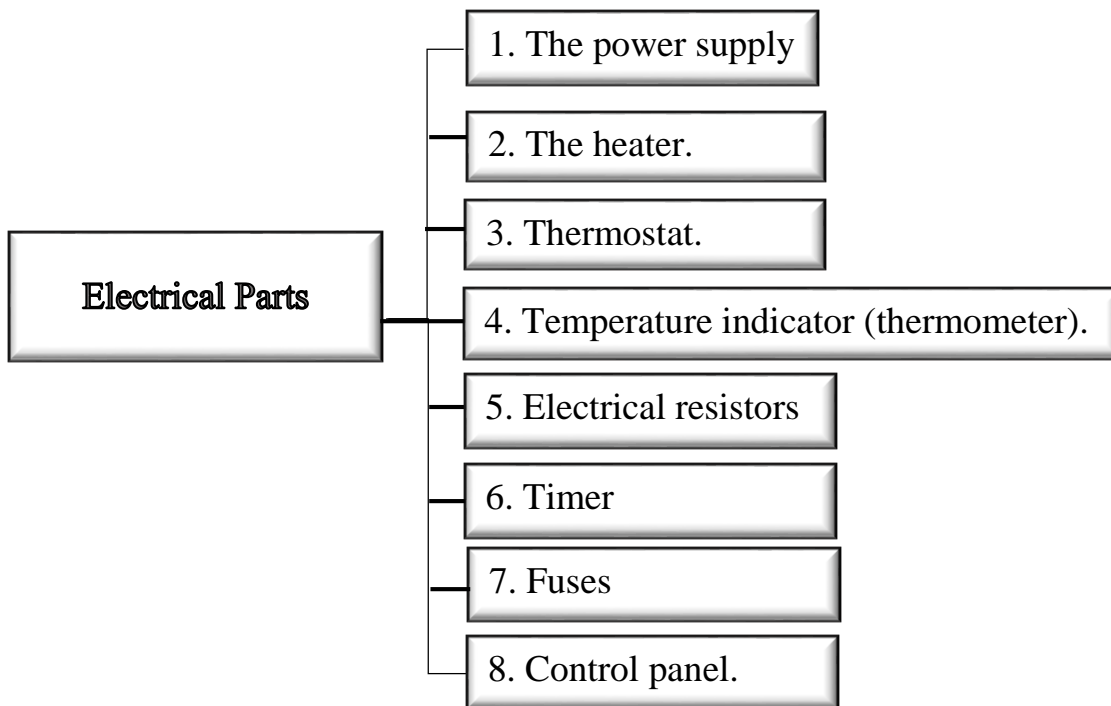 Electrical Parts
1. The power supply
2. The heater.
3. Thermostat.
4. Temperature indicator (thermometer).
5. Electrical resistors
6. Timer
7. Fuses
8. Control panel.